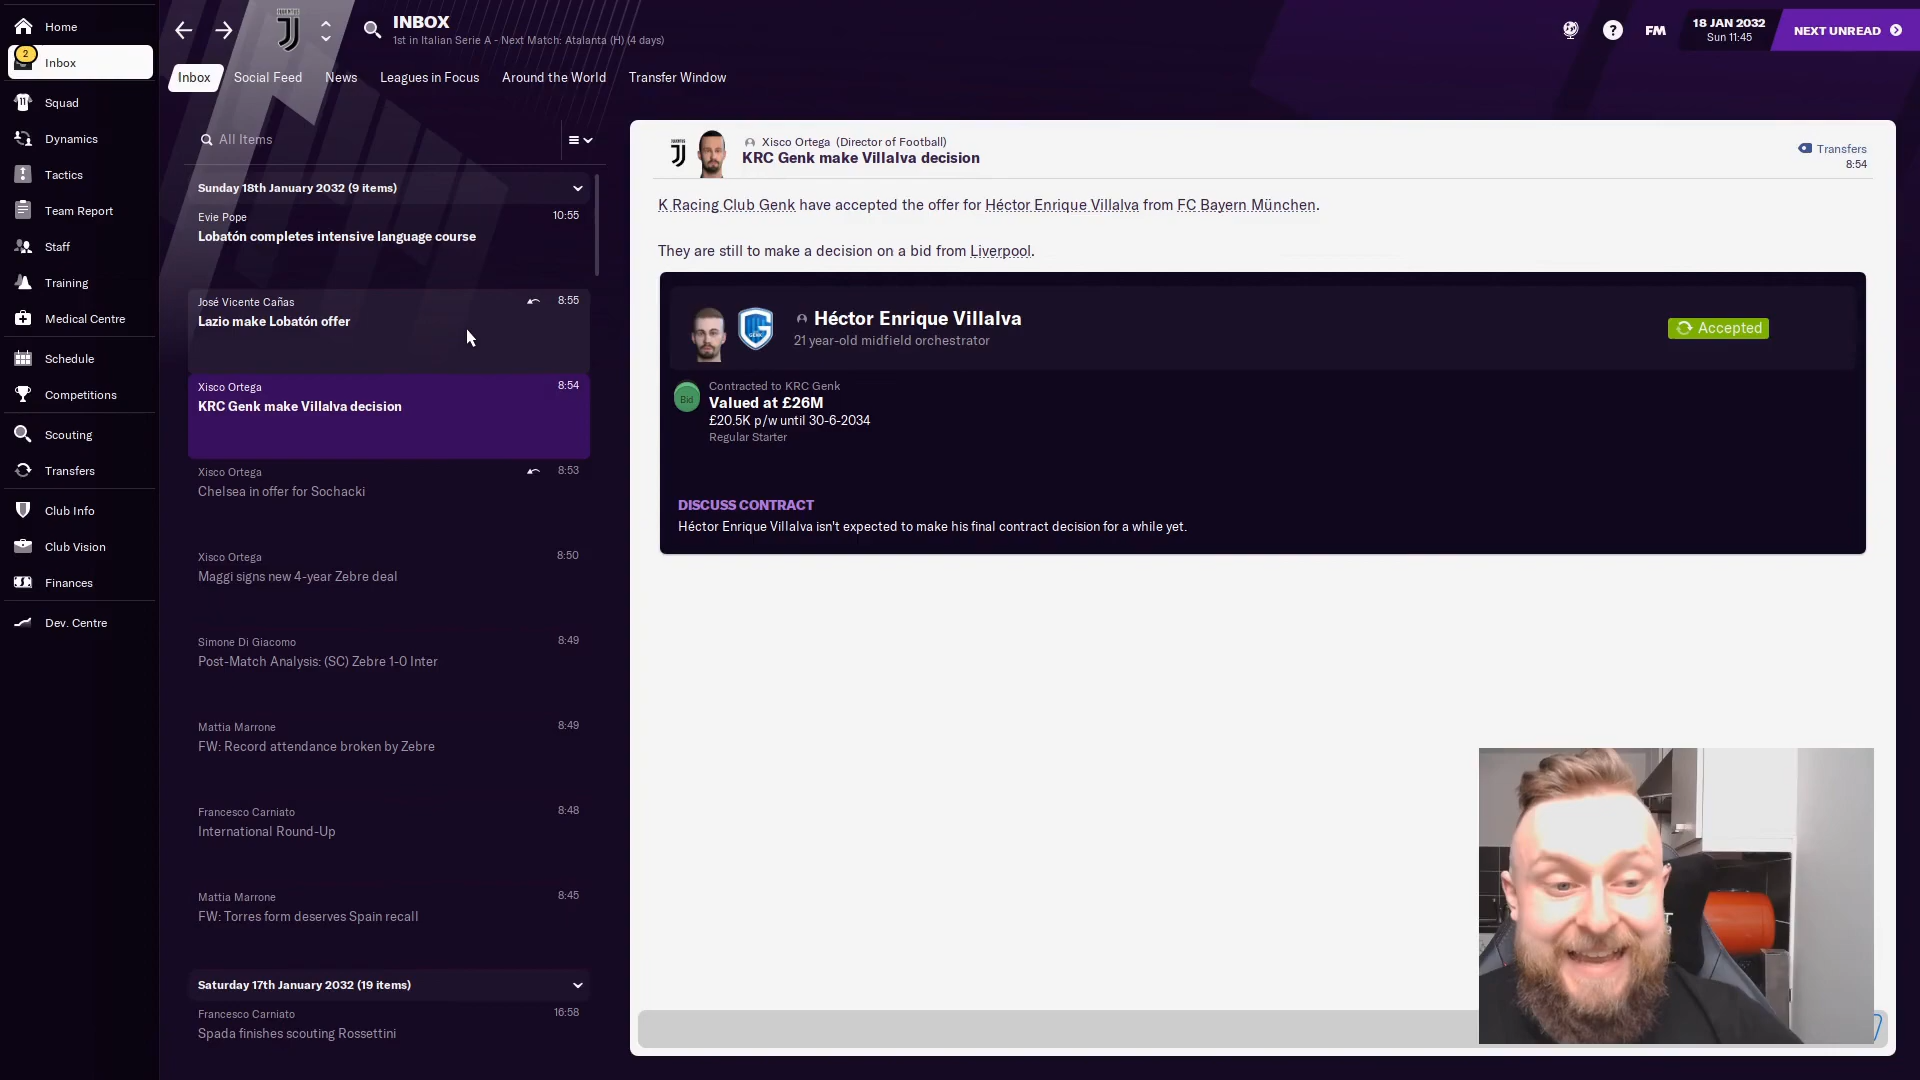 Home
2
Inbox
Squad
Dynamics
Tactics
Team Report
Staff
Training
Medical Centre
Schedule
Competitions
Scouting
Transfers
Club Info
Club Vision
Finances
Dev. Centre
INBOX
1st in Italian Serie A - Next Match: Atalanta (H) (4 days)
?
FM
18 JAN 2032
Sun 11:45
NEXT UNREAD
Inbox
Social Feed
News
Leagues in Focus
Around the World
Transfer Window
All Items
Sunday 18th January 2032 (9 items)
Evie Pope 10:55
Lobatón completes intensive language course
José Vicente Cañas 8:55
Lazio make Lobatón offer
Xisco Ortega 8:54
KRC Genk make Villalva decision
Xisco Ortega 8:53
Chelsea in offer for Sochacki
Xisco Ortega 8:50
Maggi signs new 4-year Zebre deal
Simone Di Giacomo 8:49
Post-Match Analysis: (SC) Zebre 1-0 Inter
Mattia Marrone 8:49
FW: Record attendance broken by Zebre
Francesco Carniato 8:48
International Round-Up
Mattia Marrone 8:45
FW: Torres form deserves Spain recall
Saturday 17th January 2032 (19 items)
Francesco Carniato 16:58
Spada finishes scouting Rossettini
Xisco Ortega (Director of Football)
KRC Genk make Villalva decision
Transfers
8:54
K Racing Club Genk have accepted the offer for Héctor Enrique Villalva from FC Bayern München.
They are still to make a decision on a bid from Liverpool.
Héctor Enrique Villalva
21 year-old midfield orchestrator
Accepted
Bid
Contracted to KRC Genk
Valued at £26M
£20.5K p/w until 30-6-2034
Regular Starter
DISCUSS CONTRACT
Héctor Enrique Villalva isn't expected to make his final contract decision for a while yet.